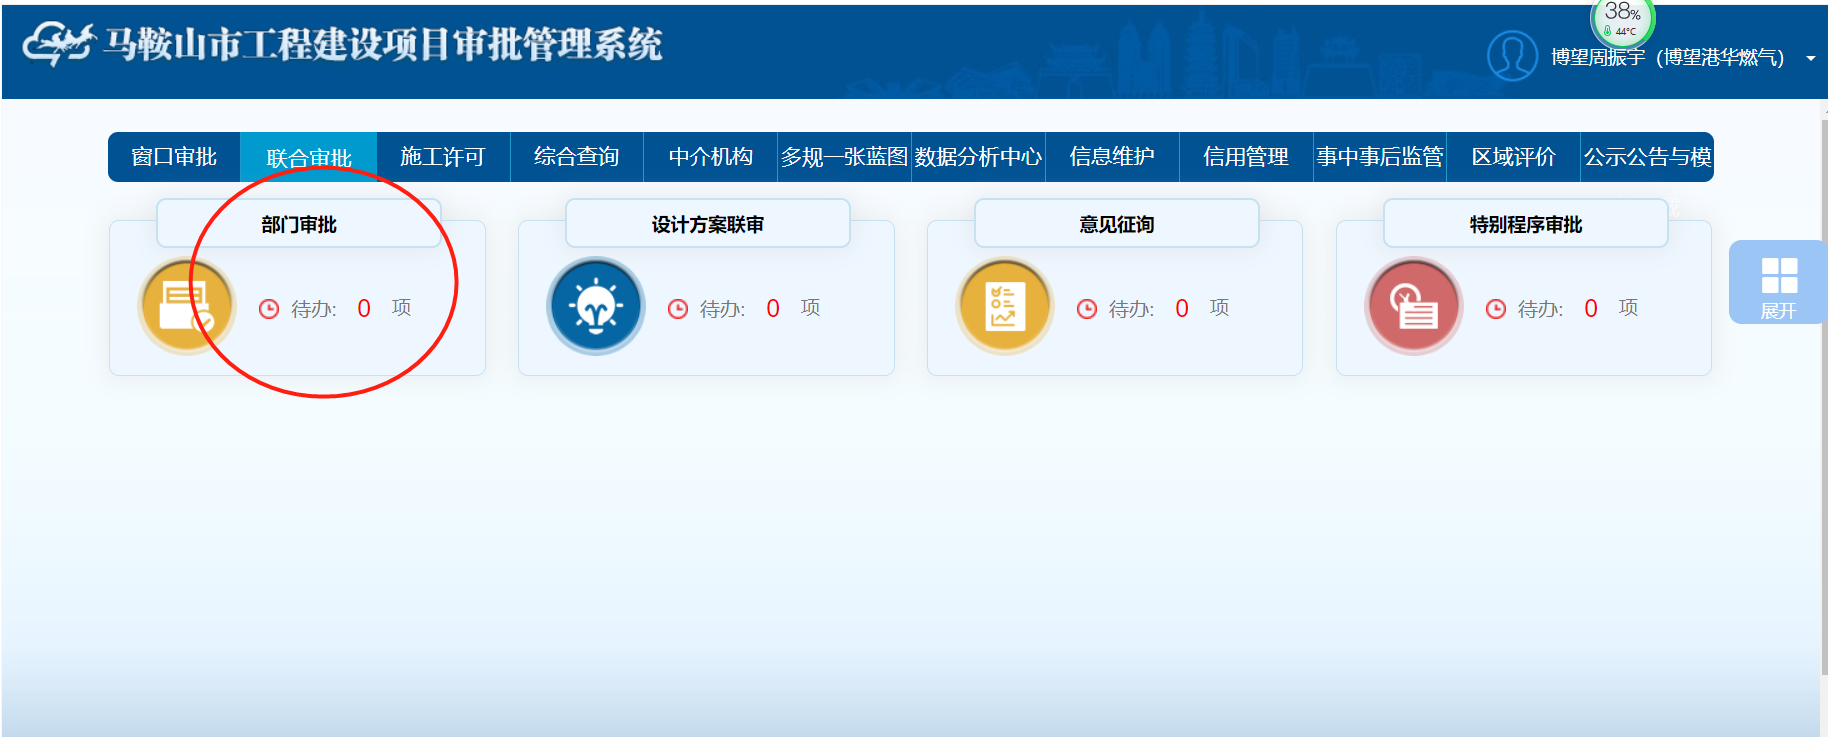 38%
44°C
马鞍山市工程建设项目审批管理系统
博望周振宇（博望港华燃气）
窗口审批 联合审批 施工许可 综合查询 中介机构 多规一张蓝图 数据分析中心 信息维护 信用管理 事中事后监管 区域评价 公示公告与模
部门审批
待办: 0 项
设计方案联审
待办: 0 项
意见征询
待办: 0 项
特别程序审批
待办: 0 项
展开